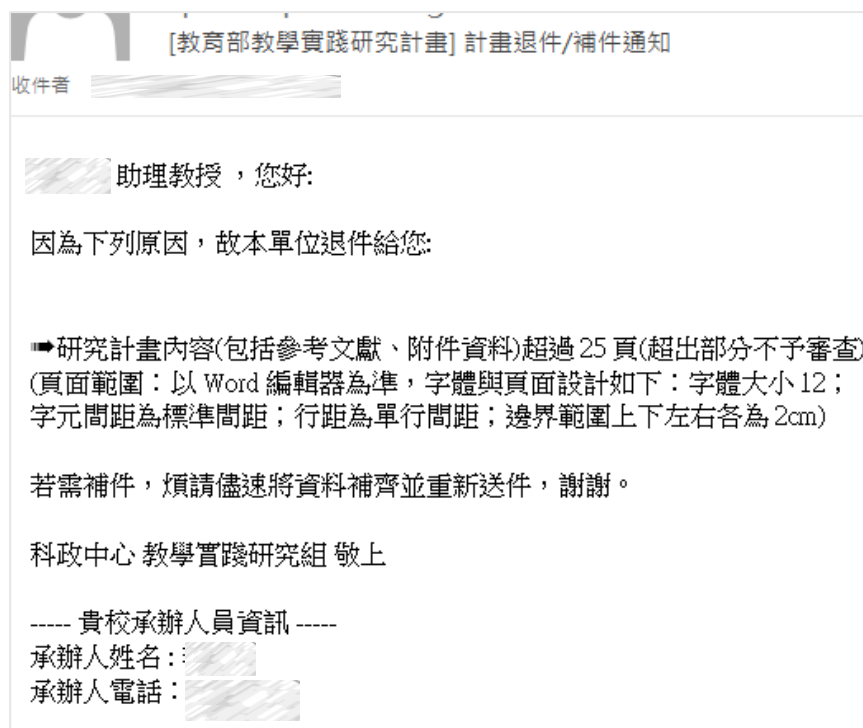 [教育部教學實踐研究計畫] 計畫退件/補件通知
收件者
助理教授 ，您好:
因為下列原因，故本單位退件給您:
➠研究計畫內容(包括參考文獻、附件資料)超過 25 頁(超出部分不予審查)
(頁面範圍：以 Word 編輯器為準，字體與頁面設計如下：字體大小 12；
字元間距為標準間距；行距為單行間距；邊界範圍上下左右各為 2cm)
若需補件，煩請儘速將資料補齊並重新送件，謝謝。
科政中心 教學實踐研究組 敬上
----- 貴校承辦人員資訊 -----
承辦人姓名 :
承辦人電話：